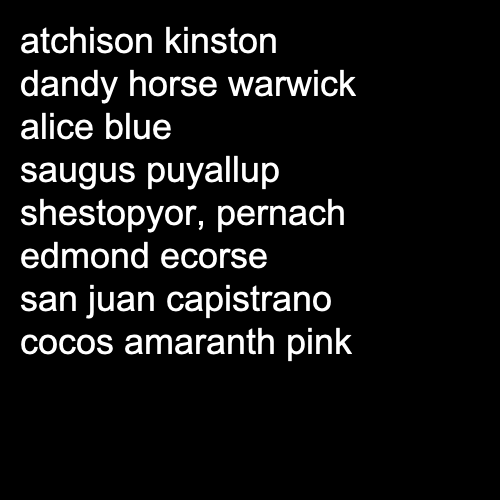 atchison kinston
dandy horse warwick
alice blue
saugus puyallup
shestopyor, pernach
edmond ecorse
san juan capistrano
cocos amaranth pink